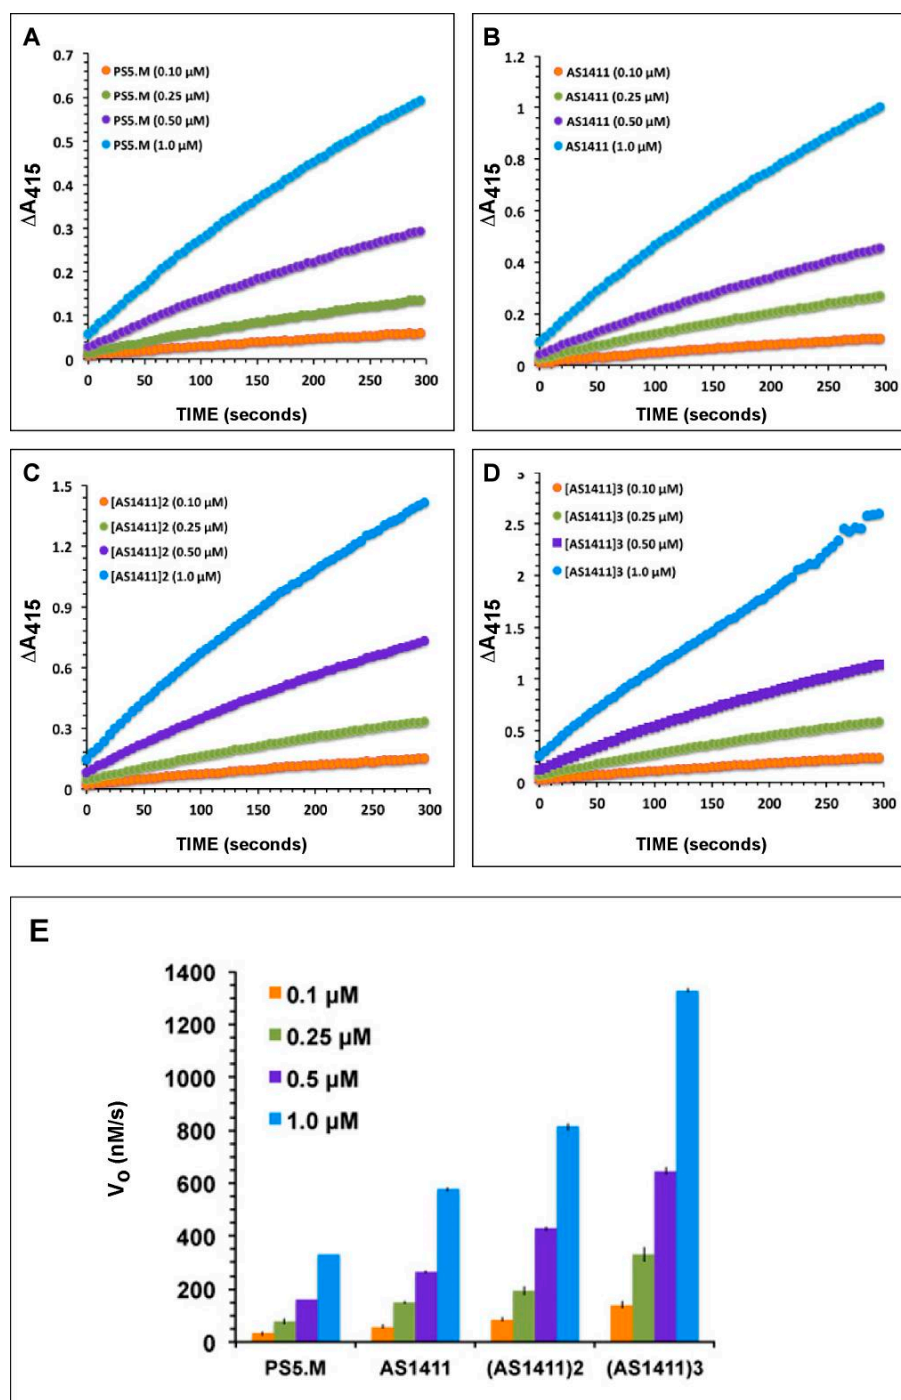 A
0.7
0.6
0.5
0.4
0.3
0.2
0.1
0
PS5.M (0.10 µM)
PS5.M (0.25 µM)
PS5.M (0.50 µM)
PS5.M (1.0 µM)
ΔA415
0 50 100 150 200 250 300
TIME (seconds)
B
1.2
1
0.8
0.6
0.4
0.2
0
AS1411 (0.10 µM)
AS1411 (0.25 µM)
AS1411 (0.50 µM)
AS1411 (1.0 µM)
ΔA415
0 50 100 150 200 250 300
TIME (seconds)
C
1.5
1.2
0.9
0.6
0.3
0
[AS1411]2 (0.10 µM)
[AS1411]2 (0.25 µM)
[AS1411]2 (0.50 µM)
[AS1411]2 (1.0 µM)
ΔA415
0 50 100 150 200 250 300
TIME (seconds)
D
3
2.5
2
1.5
1
0.5
0
[AS1411]3 (0.10 µM)
[AS1411]3 (0.25 µM)
[AS1411]3 (0.50 µM)
[AS1411]3 (1.0 µM)
ΔA415
0 50 100 150 200 250 300
TIME (seconds)
E
1400
1200
1000
800
600
400
200
0
0.1 µM
0.25 µM
0.5 µM
1.0 µM
VO (nM/s)
PS5.M AS1411 (AS1411)2 (AS1411)3